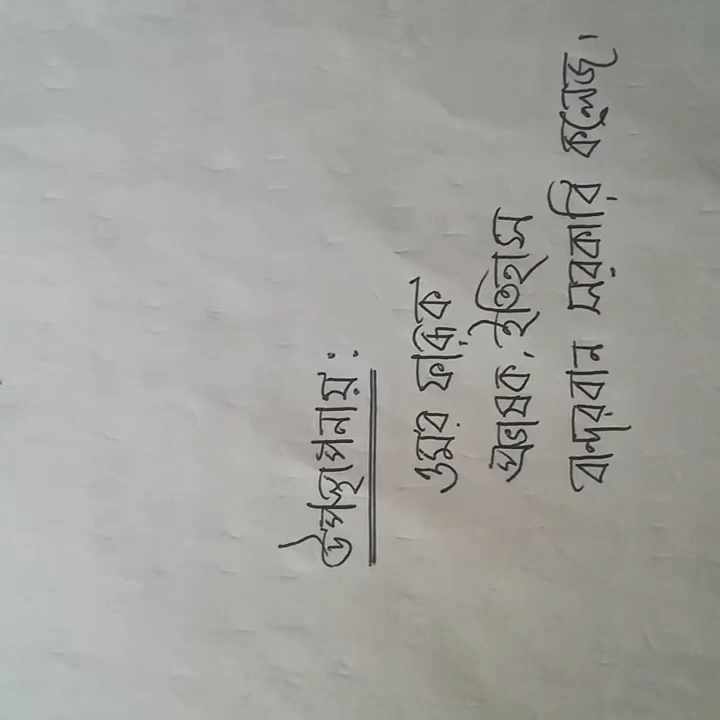 উপস্থাপনায়:
ওমর ফারুক
প্রভাষক, ইতিহাস
বান্দরবান সরকারি কলেজ।